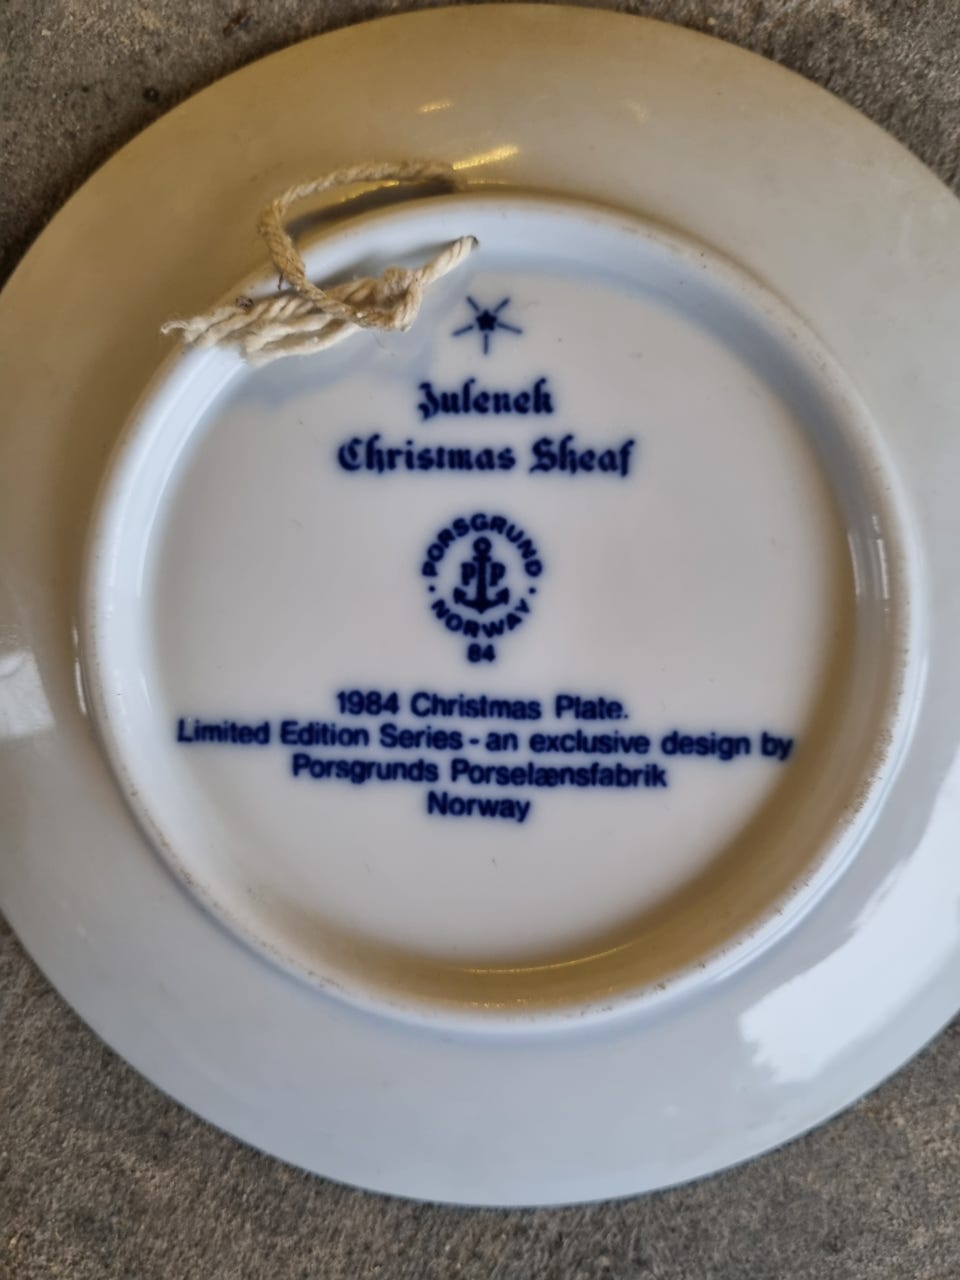 Julenek
Christmas Sheaf
PORSGRUND
PP
· NORWAY ·
84
1984 Christmas Plate.
Limited Edition Series - an exclusive design by
Porsgrunds Porselænsfabrik
Norway